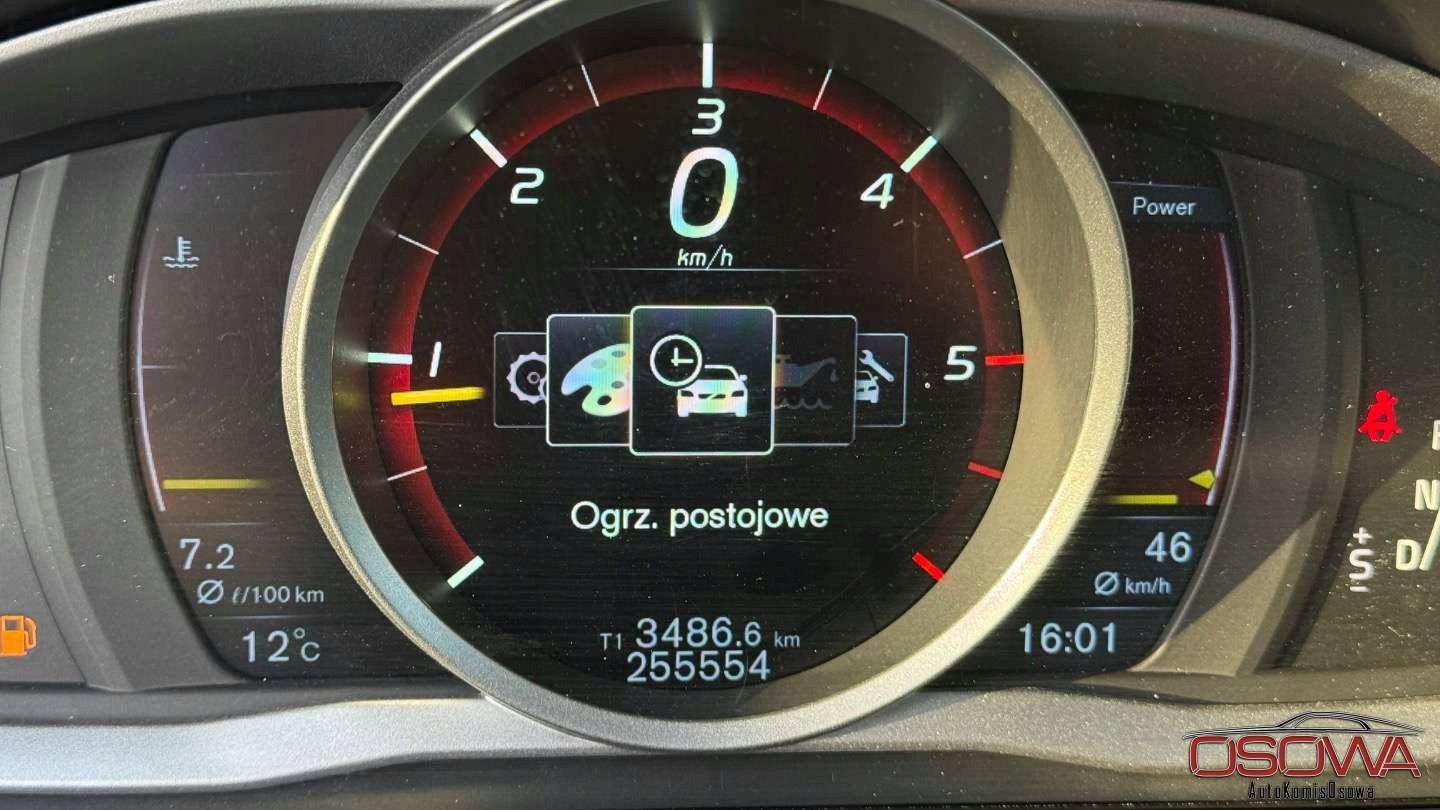 3
2
4
0
km/h
Power
1
5
Ogrz. postojowe
7.2
Ø ℓ/100 km
12°C
T1 3486.6 km
255554
46
Ø km/h
16:01
N
+
S
-
D/
OSOWA
AutoKomisOsowa